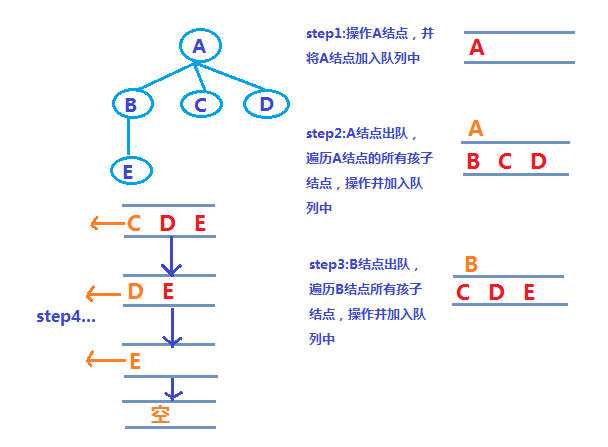 A
B C D
E
step1:操作A结点，并
将A结点加入队列中
A
step2:A结点出队，
遍历A结点的所有孩子
结点，操作并加入队
列中
A
B C D
step3:B结点出队，
遍历B结点所有孩子
结点，操作并加入队
列中
B
C D E
C D E
D E
step4...
E
空